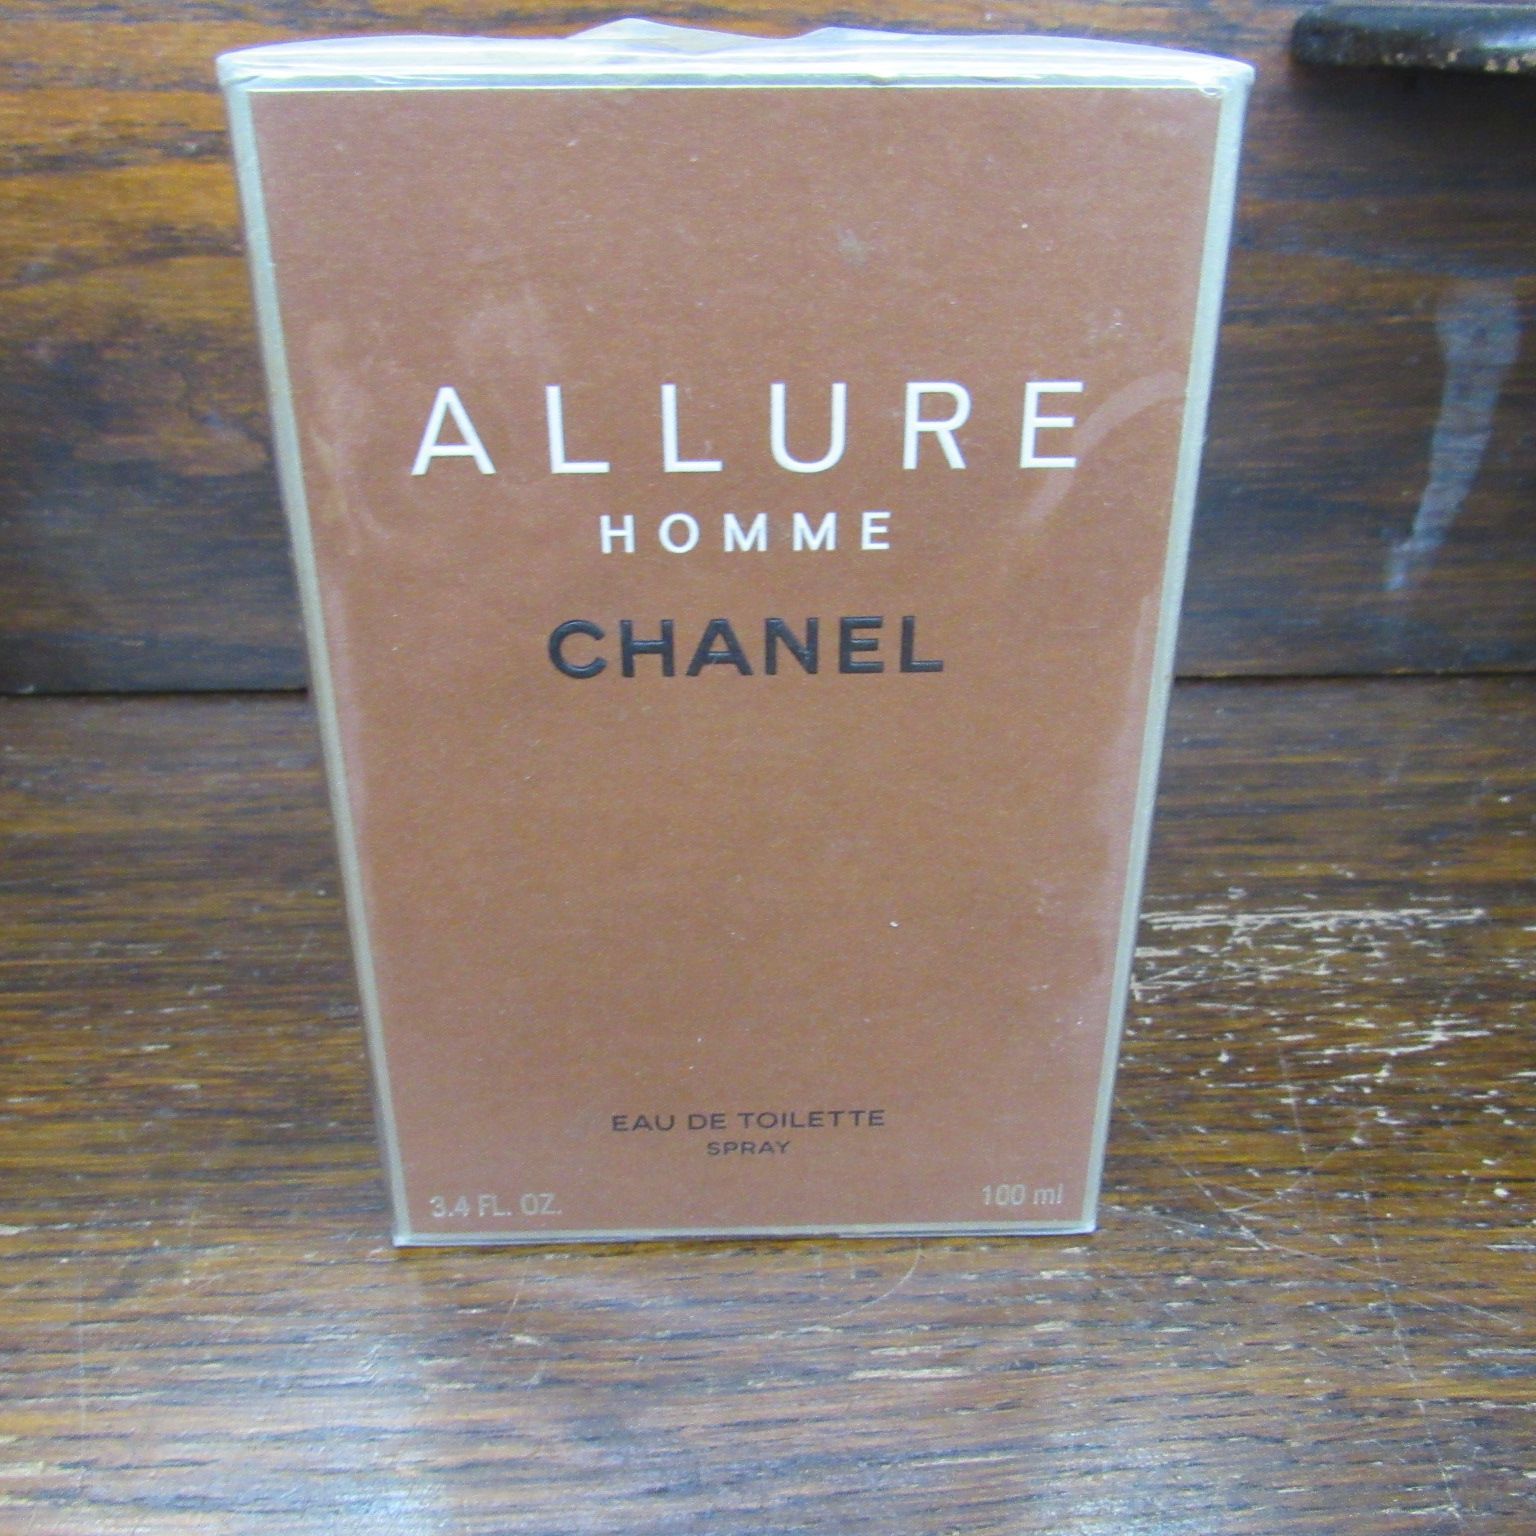 ALLURE
HOMME
CHANEL
EAU DE TOILETTE
SPRAY
3.4 FL. OZ. 100 ml